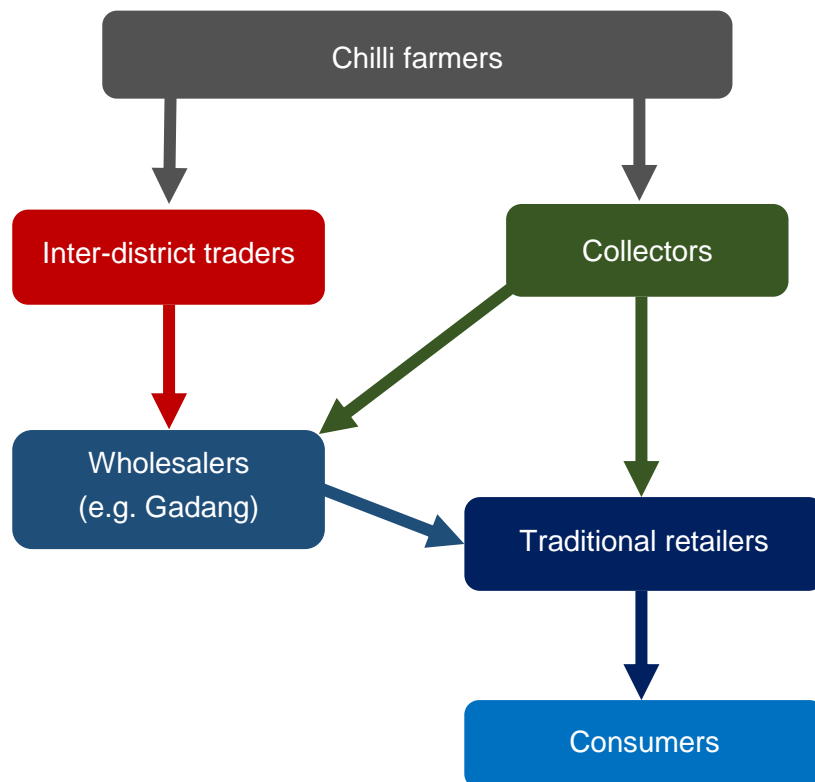 Chilli farmers
Inter-district traders
Collectors
Wholesalers
(e.g. Gadang)
Traditional retailers
Consumers